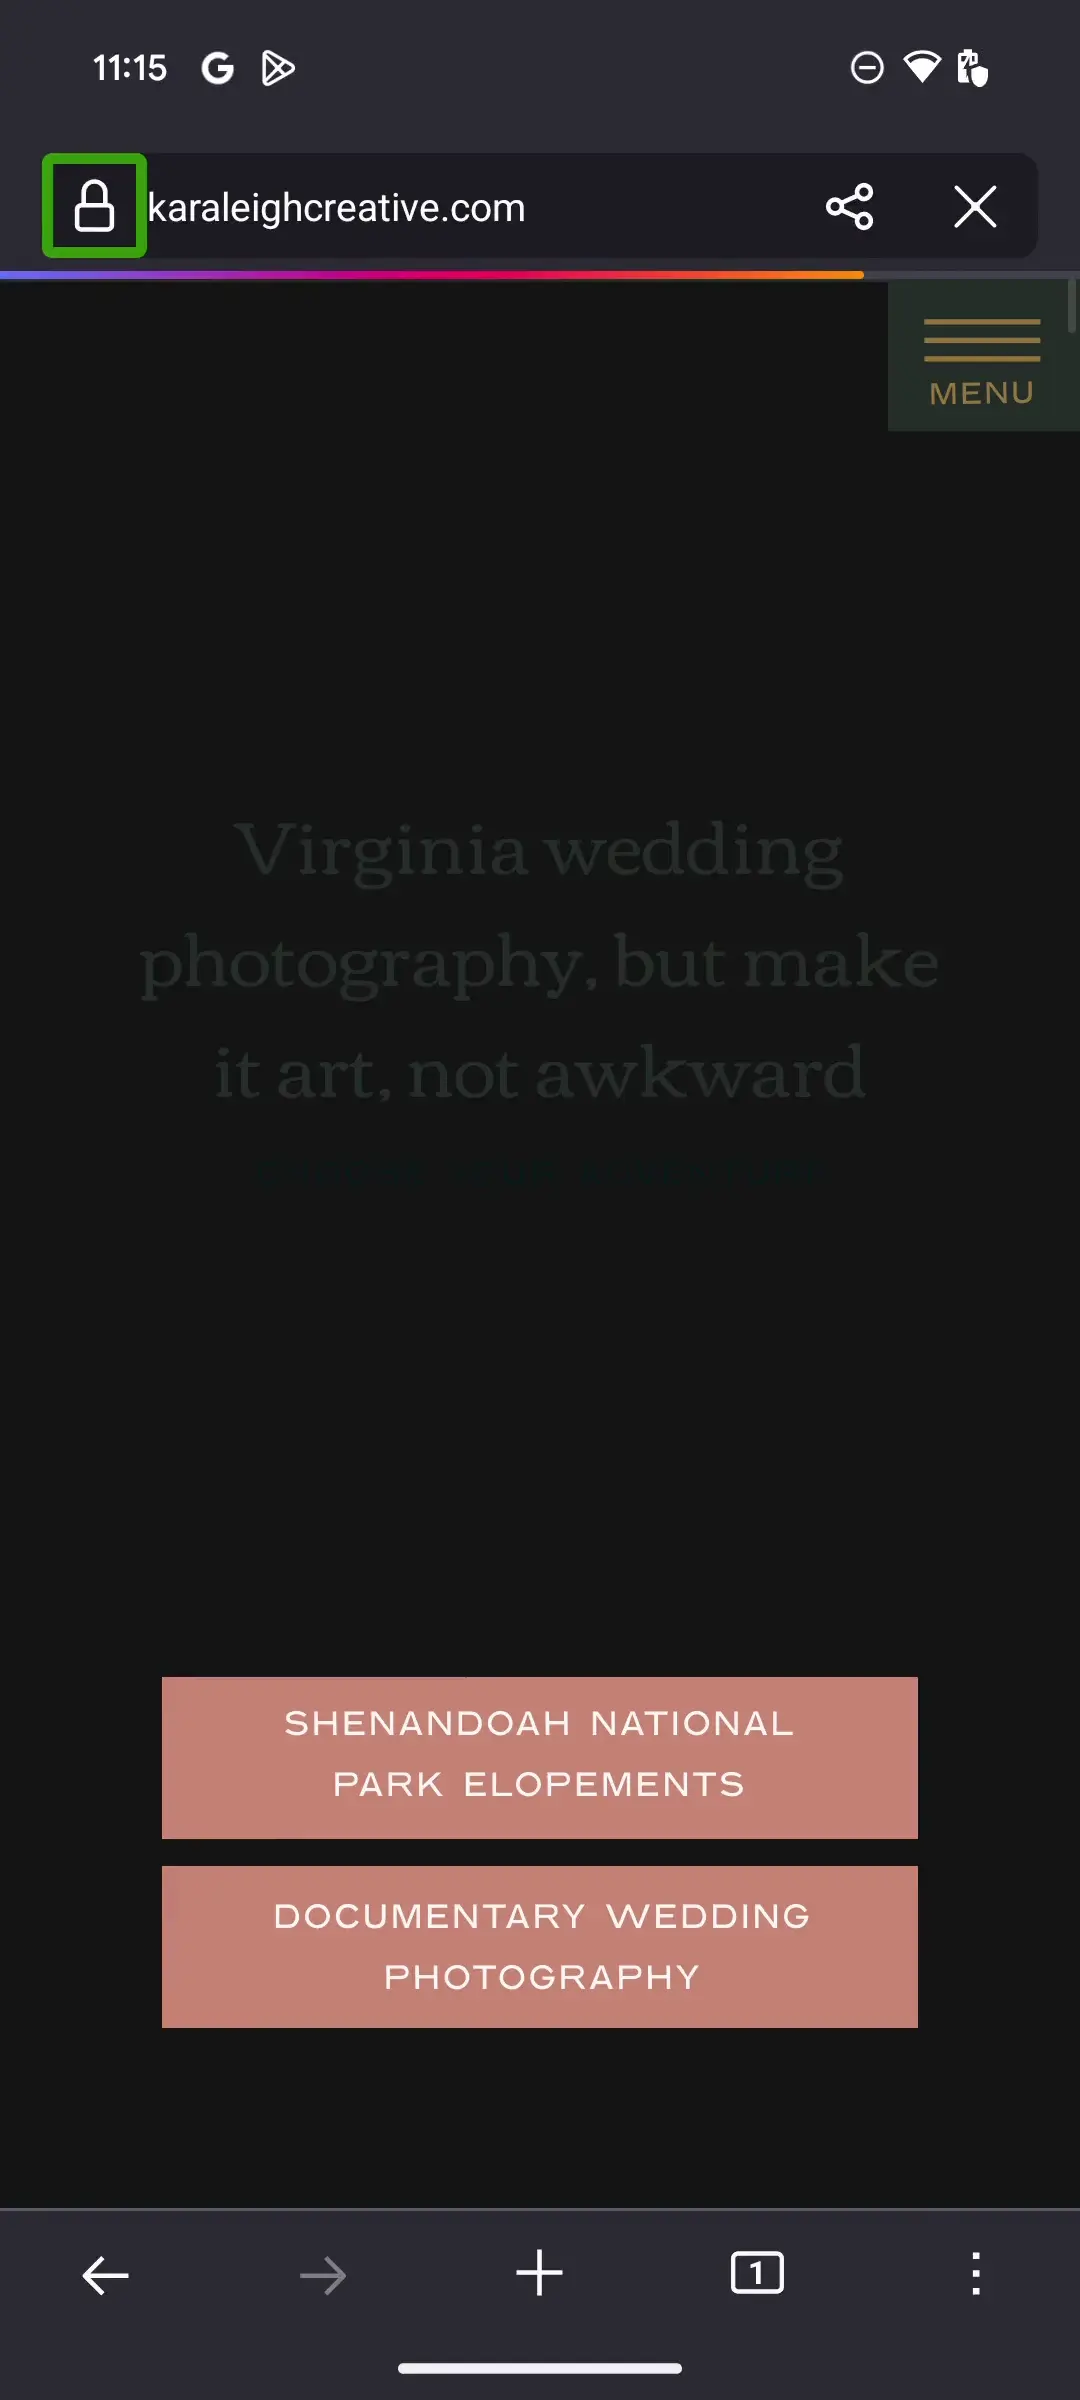 11:15
karaleighcreative.com
MENU
Virginia wedding
photography, but make
it art, not awkward
SHENANDOAH NATIONAL
PARK ELOPEMENTS
DOCUMENTARY WEDDING
PHOTOGRAPHY
1